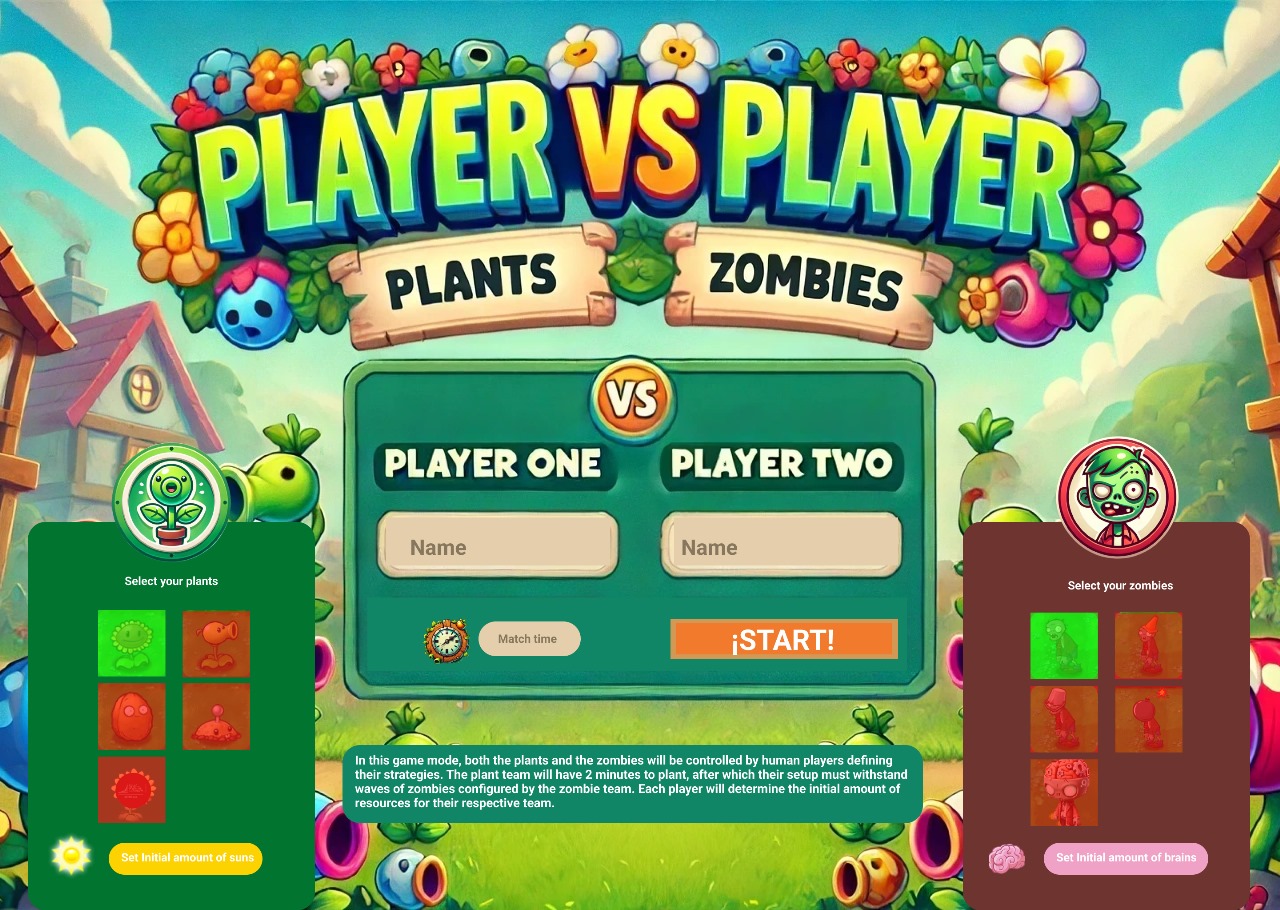 PLAYER VS PLAYER
PLANTS
ZOMBIES
VS
PLAYER ONE
PLAYER TWO
Name
Name
Match time
¡START!
Select your plants
Set Initial amount of suns
Select your zombies
Set Initial amount of brains
In this game mode, both the plants and the zombies will be controlled by human players defining
their strategies. The plant team will have 2 minutes to plant, after which their setup must withstand
waves of zombies configured by the zombie team. Each player will determine the initial amount of
resources for their respective team.